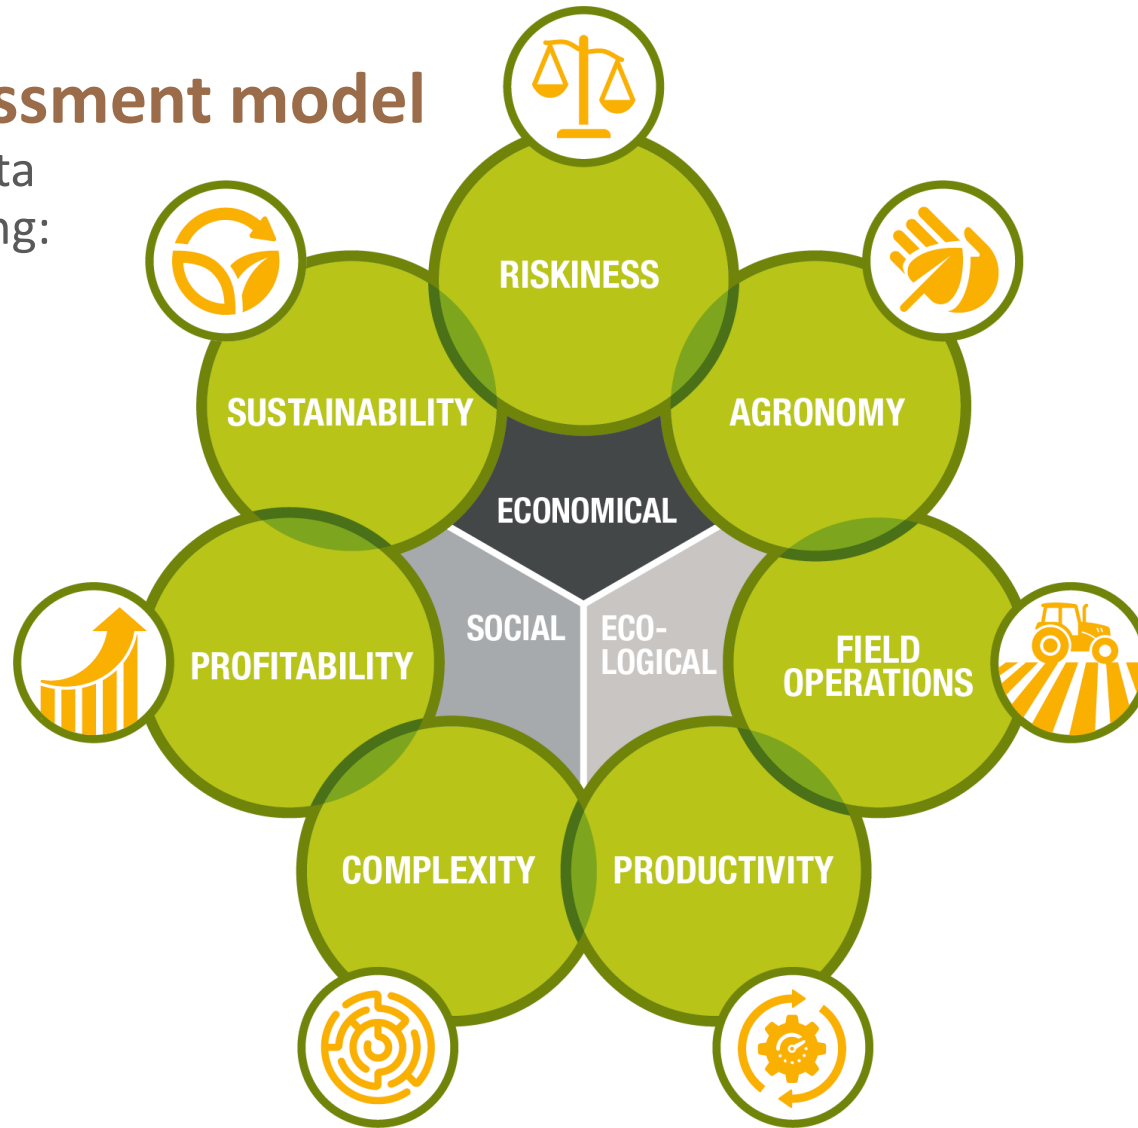 ssment model
ta
ng:
RISKINESS
SUSTAINABILITY
AGRONOMY
ECONOMICAL
SOCIAL
ECO-
LOGICAL
PROFITABILITY
FIELD
OPERATIONS
COMPLEXITY
PRODUCTIVITY